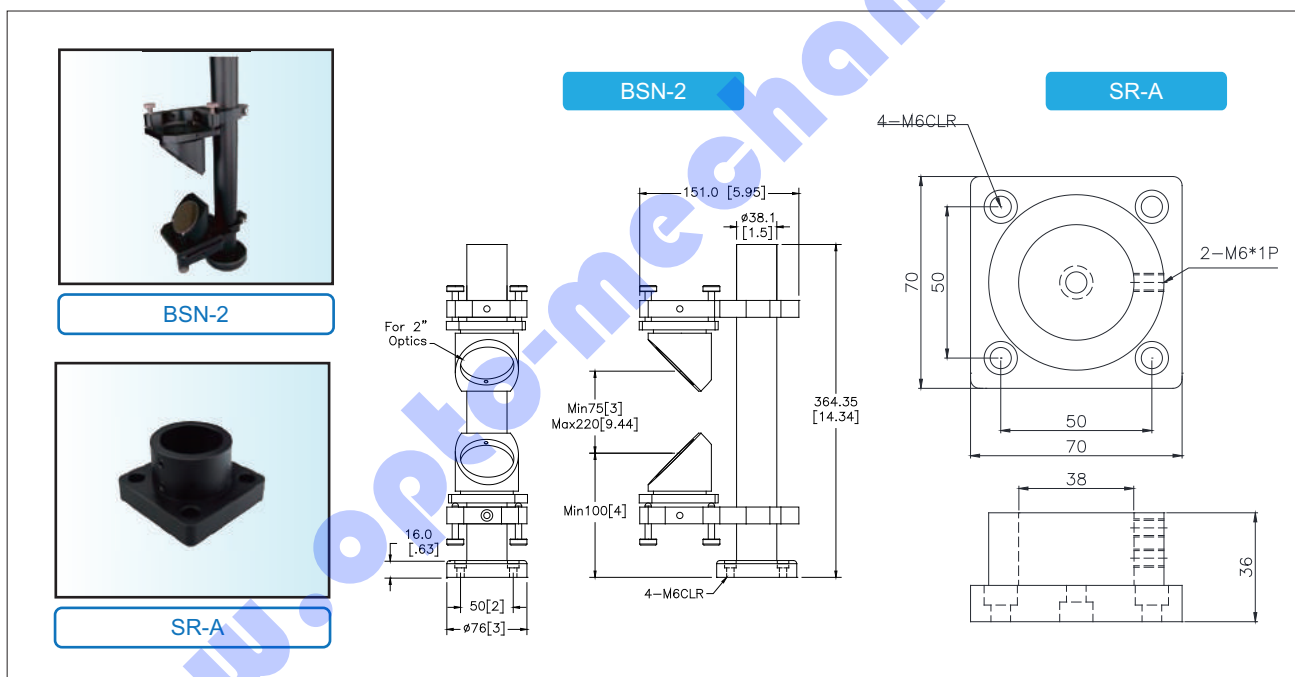 BSN-2
SR-A
BSN-2
151.0 [5.95]
ø38.1
[1.5]
For 2”
Optics
Min75[3]
Max220[9.44]
364.35
[14.34]
Min100[4]
16.0
[.63]
4-M6CLR
50[2]
ø76[3]
SR-A
4-M6CLR
2-M6*1P
70
50
50
70
38
36
w.opto-mechan